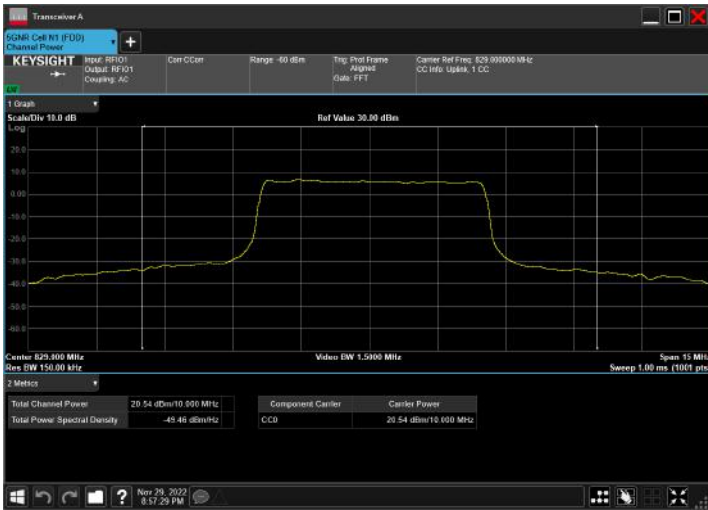 Transceiver A
5GNR Cell N1 (FDD)
Channel Power
KEYSIGHT
Input: RFIO1
Output: RFIO1
Coupling: AC
Corr CCorr
Range: -60 dBm
Trig: Prot Frame
Aligned
Gate: FFT
Carrier Ref Freq: 829.000000 MHz
CC Info: Uplink, 1 CC
1 Graph
Scale/Div 10.0 dB
Ref Value 30.00 dBm
Log
20.0
10.0
0.00
-10.0
-20.0
-30.0
-40.0
-50.0
-60.0
Center 829.000 MHz
Video BW 1.5000 MHz
Span 15 MHz
Res BW 150.00 kHz
Sweep 1.00 ms (1001 pts
2 Metrics
Total Channel Power 20.54 dBm/10.000 MHz
Total Power Spectral Density -49.46 dBm/Hz
Component Carrier Carrier Power
CC0 20.54 dBm/10.000 MHz
Nov 29, 2022
8:57:29 PM